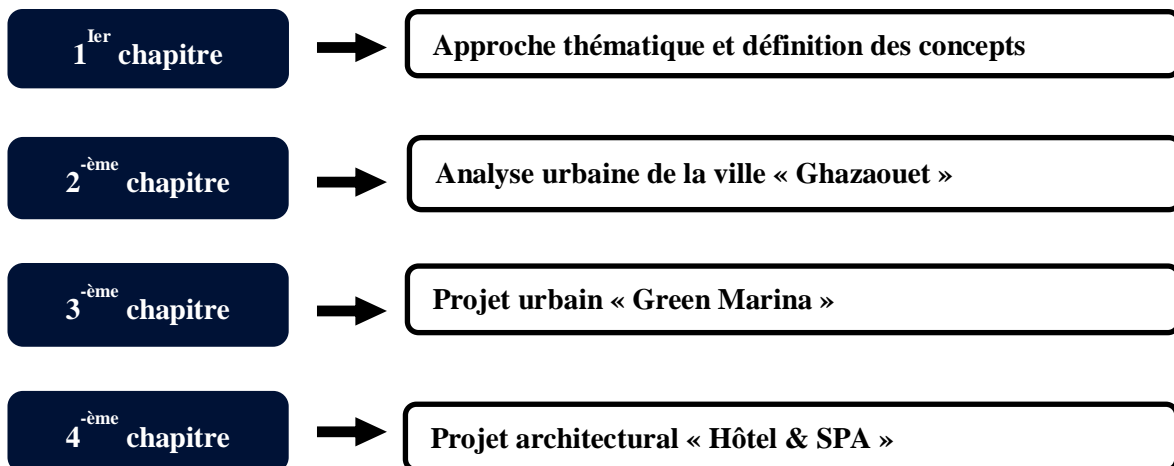 1Ier chapitre
Approche thématique et définition des concepts
2-ème chapitre
Analyse urbaine de la ville « Ghazaouet »
3-ème chapitre
Projet urbain « Green Marina »
4-ème chapitre
Projet architectural « Hôtel & SPA »